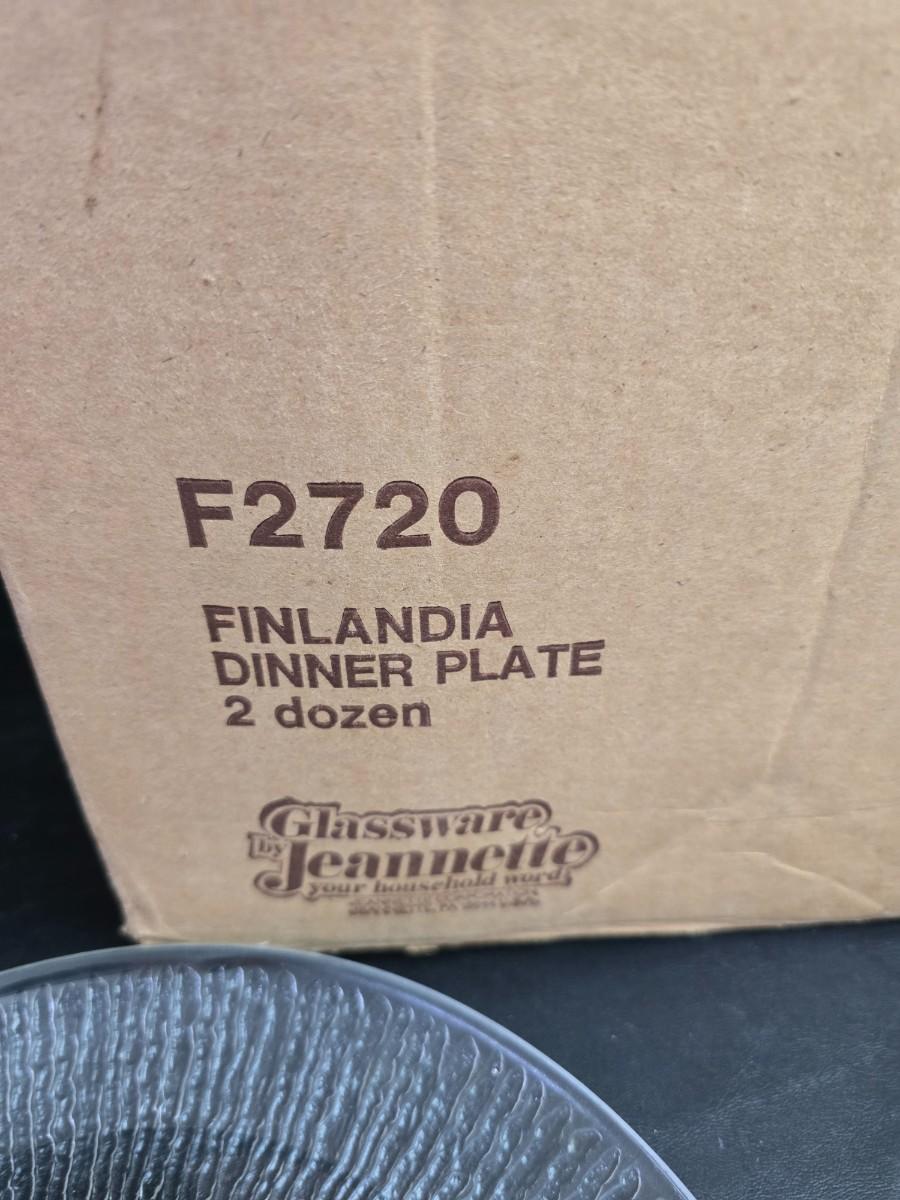 F2720
FINLANDIA
DINNER PLATE
2 dozen
Glassware
by Jeannette
your household word